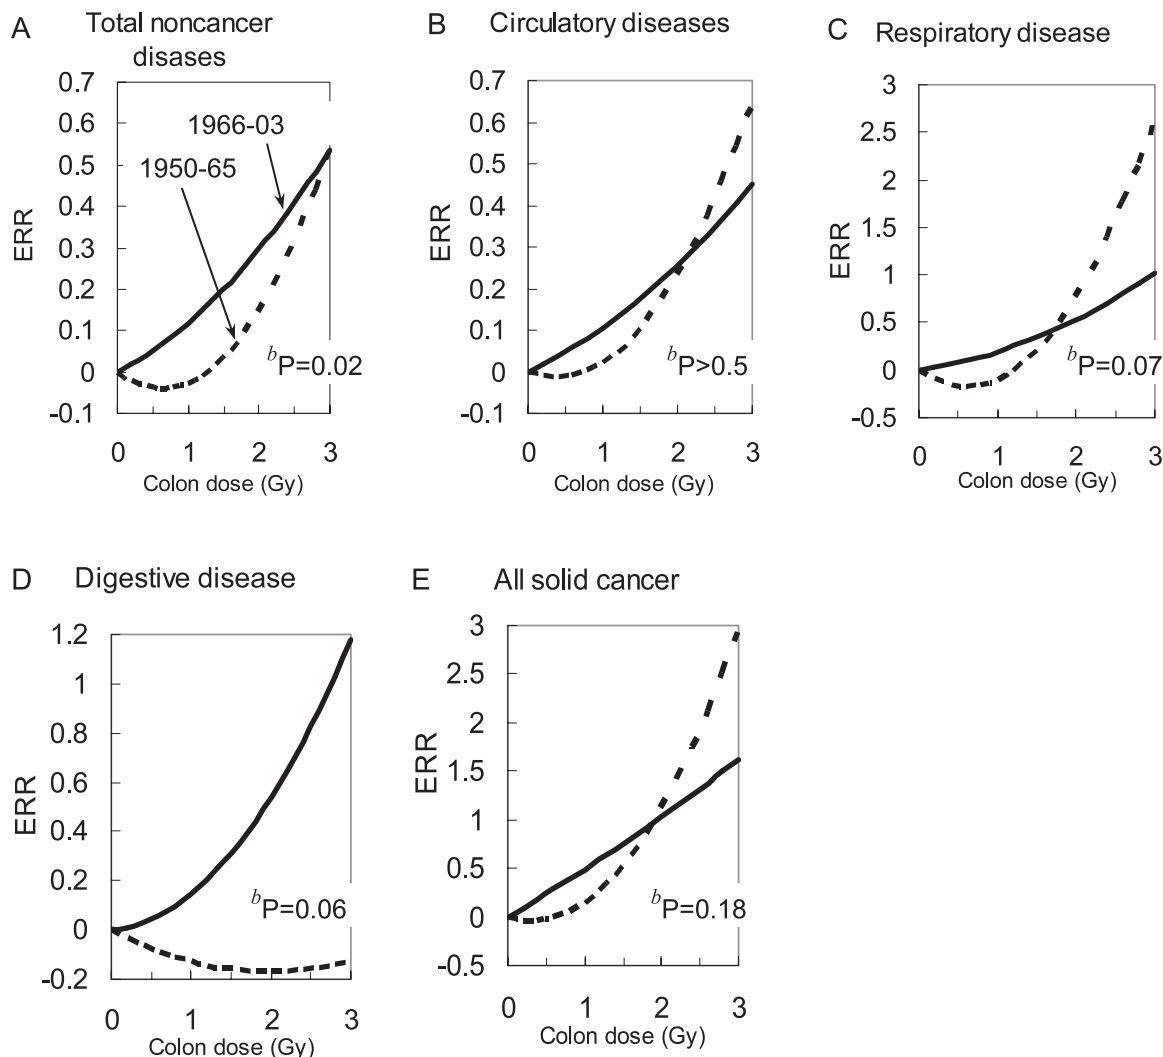 A Total noncancer
disases
0.7
0.6
0.5
0.4
0.3
0.2
0.1
0
-0.1
ERR
1966-03
1950-65
bP=0.02
0 1 2 3
Colon dose (Gy)
B Circulatory diseases
0.7
0.6
0.5
0.4
0.3
0.2
0.1
0
-0.1
ERR
bP>0.5
0 1 2 3
Colon dose (Gy)
C Respiratory disease
3
2.5
2
1.5
1
0.5
0
-0.5
ERR
bP=0.07
0 1 2 3
Colon dose (Gy)
D Digestive disease
1.2
1
0.8
0.6
0.4
0.2
0
-0.2
ERR
bP=0.06
0 1 2 3
Colon dose (Gy)
E All solid cancer
3
2.5
2
1.5
1
0.5
0
-0.5
ERR
bP=0.18
0 1 2 3
Colon dose (Gy)